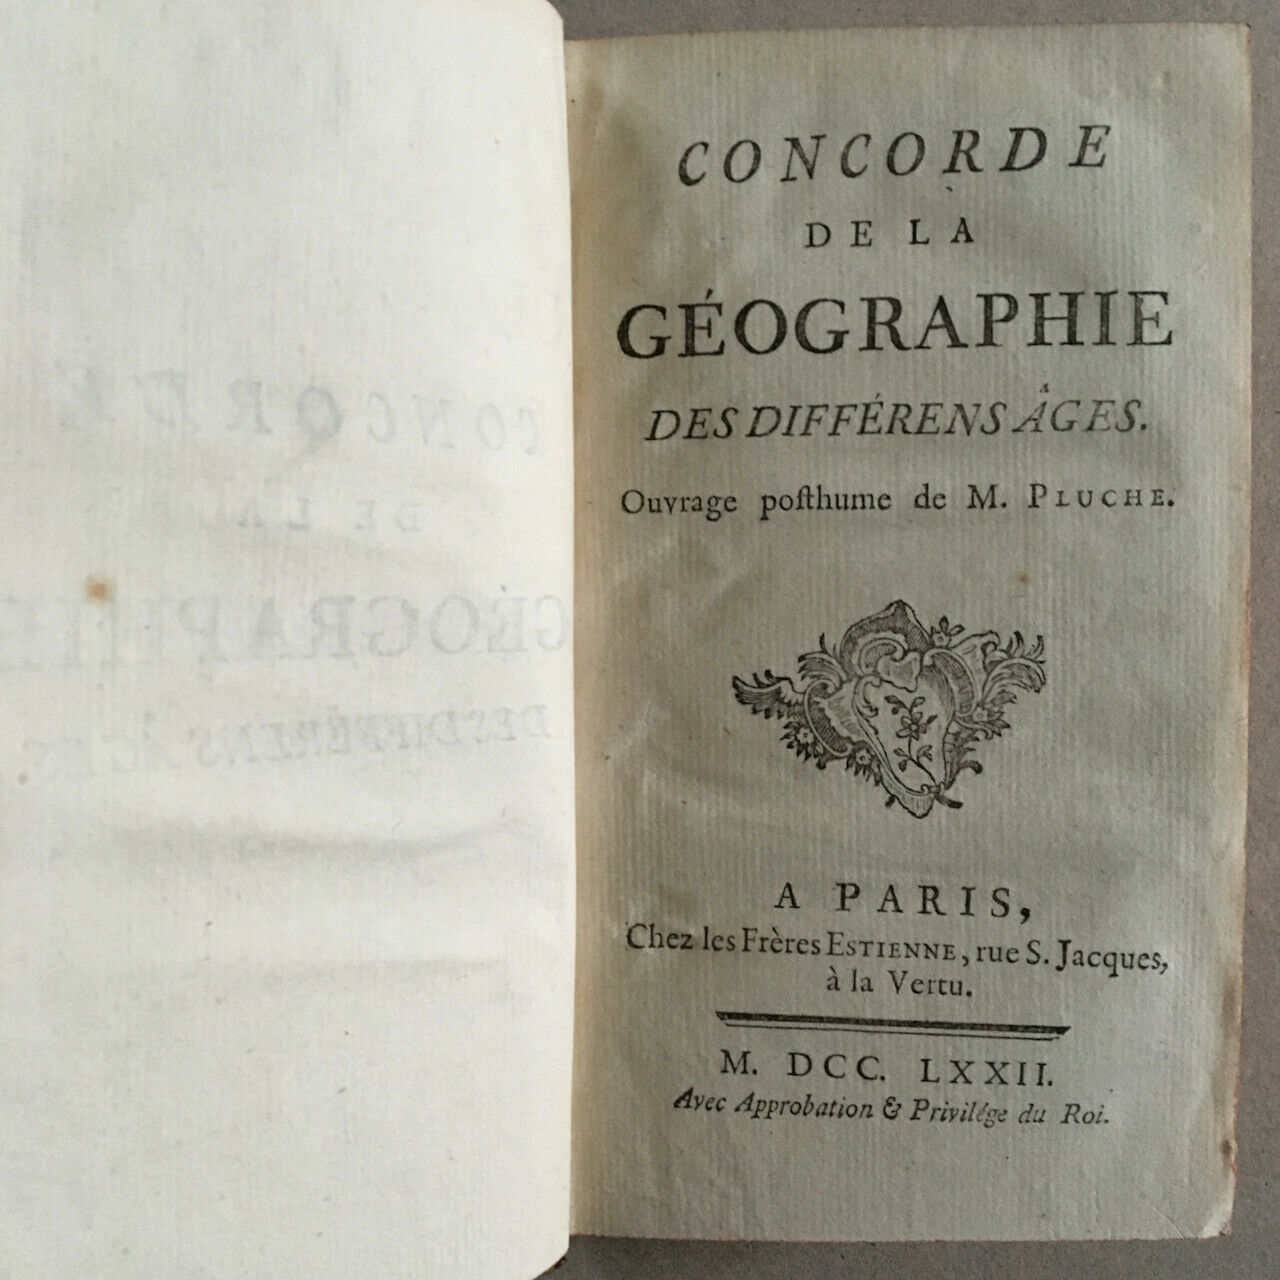 CONCORDE
DE LA
GÉOGRAPHIE
DES DIFFÉRENS ÂGES.
Ouvrage posthume de M. PLUCHE.
A PARIS,
Chez les Frères ESTIENNE, rue S. Jacques,
à la Vertu.
M. DCC. LXXII.
Avec Approbation & Privilége du Roi.